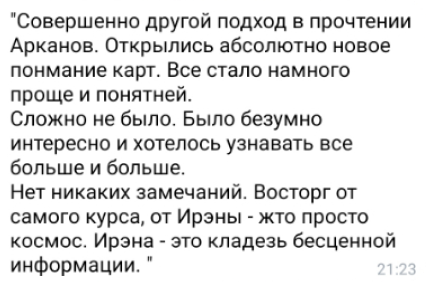 "Совершенно другой подход в прочтении
Арканов. Открылись абсолютно новое
понмание карт. Все стало намного
проще и понятней.
Сложно не было. Было безумно
интересно и хотелось узнавать все
больше и больше.
Нет никаких замечаний. Восторг от
самого курса, от Ирэны - жто просто
космос. Ирэна - это кладезь бесценной
информации. "
21:23